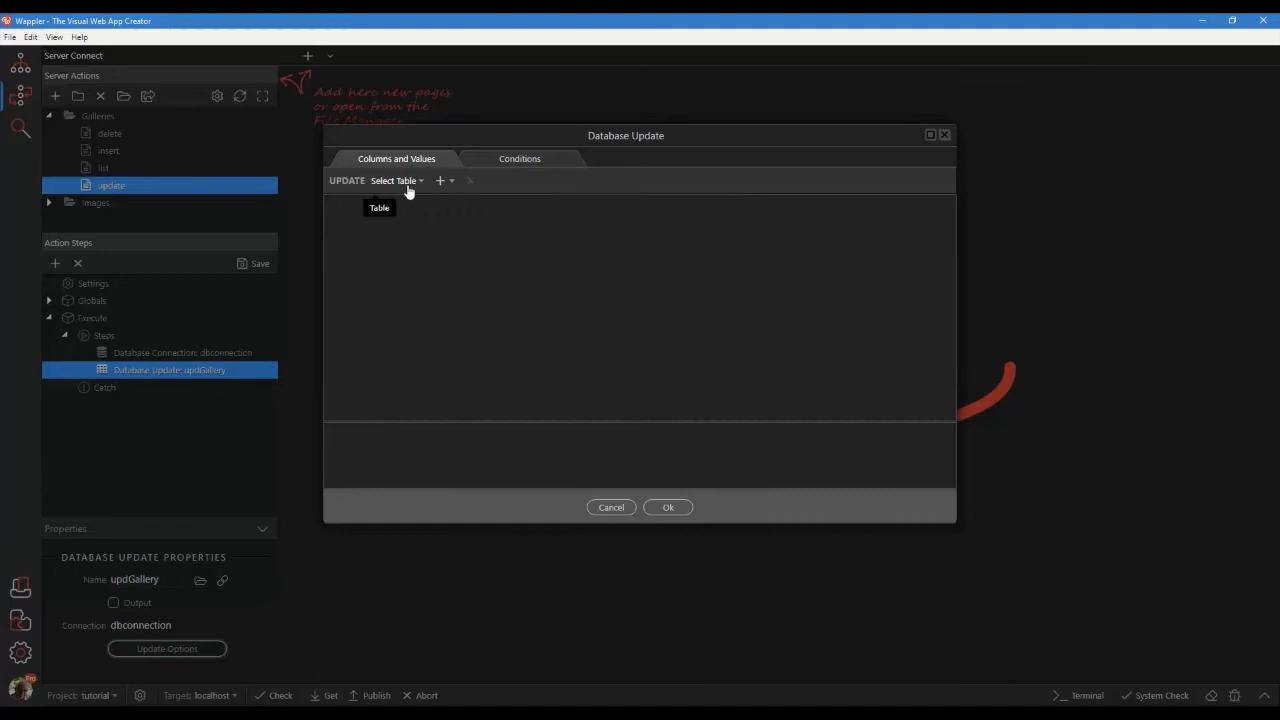 Wappler - The Visual Web App Creator
File Edit View Help
Server Connect
Server Actions
Add here new pages
or open from the
File Manager
Galleries
delete
insert
list
update
Images
Database Update
Columns and Values
Conditions
UPDATE Select Table
Table
Action Steps
Save
Settings
Globals
Execute
Steps
Database Connection: dbconnection
Database Update: updGallery
Catch
Cancel
Ok
Properties
DATABASE UPDATE PROPERTIES
Name updGallery
Output
Connection dbconnection
Update Options
Pro
Project: tutorial
Target: localhost
Check
Get
Publish
Abort
Terminal
System Check